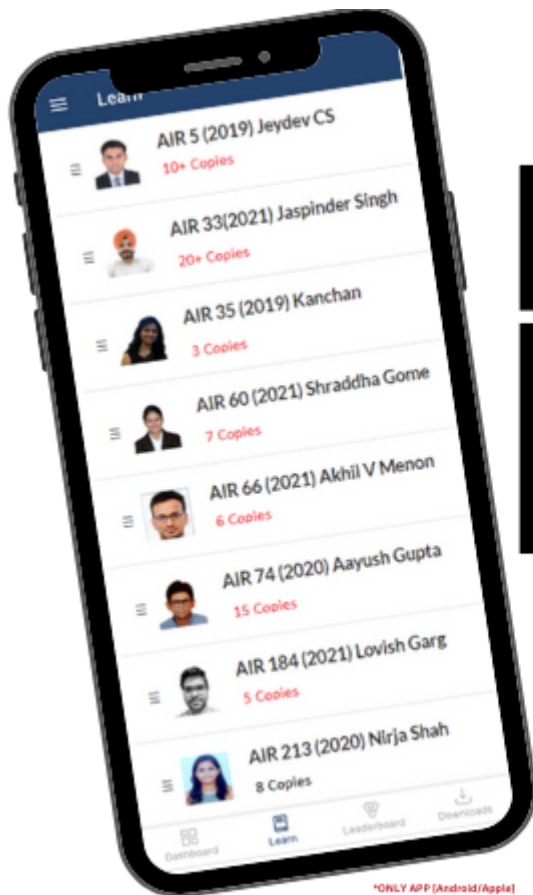 Learn
AIR 5 (2019) Jeydev CS
10+ Copies
AIR 33(2021) Jaspinder Singh
20+ Copies
AIR 35 (2019) Kanchan
3 Copies
AIR 60 (2021) Shraddha Gome
7 Copies
AIR 66 (2021) Akhil V Menon
6 Copies
AIR 74 (2020) Aayush Gupta
15 Copies
AIR 184 (2021) Lovish Garg
5 Copies
AIR 213 (2020) Nirja Shah
8 Copies
Dashboard
Learn
Leaderboard
Downloads
*ONLY APP [Android/Apple]